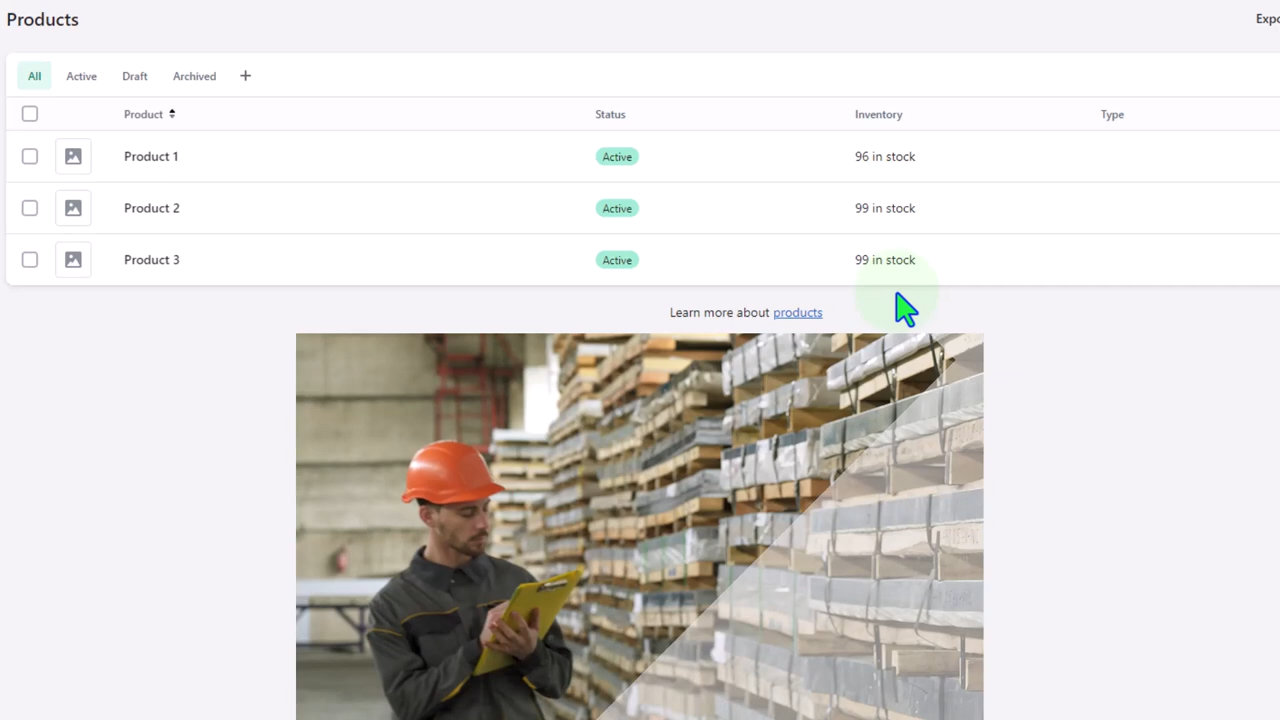 Products
Expo
All Active Draft Archived +
Product Status Inventory Type
Product 1 Active 96 in stock
Product 2 Active 99 in stock
Product 3 Active 99 in stock
Learn more about products